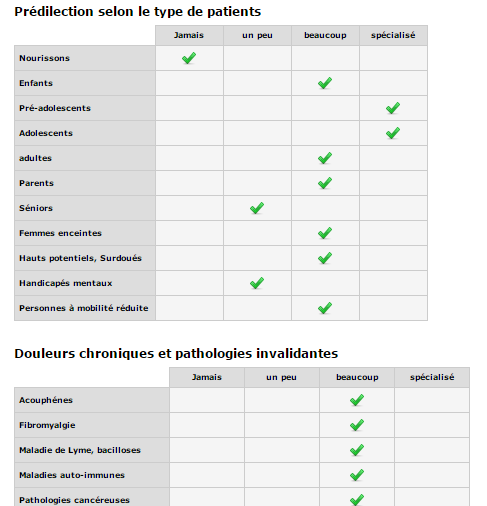 Prédilection selon le type de patients
Jamais un peu beaucoup spécialisé
Nourissons
Enfants
Pré-adolescents
Adolescents
adultes
Parents
Séniors
Femmes enceintes
Hauts potentiels, Surdoués
Handicapés mentaux
Personnes à mobilité réduite
Douleurs chroniques et pathologies invalidantes
Jamais un peu beaucoup spécialisé
Acouphénes
Fibromyalgie
Maladie de Lyme, bacilloses
Maladies auto-immunes
Pathologies cancéreuses